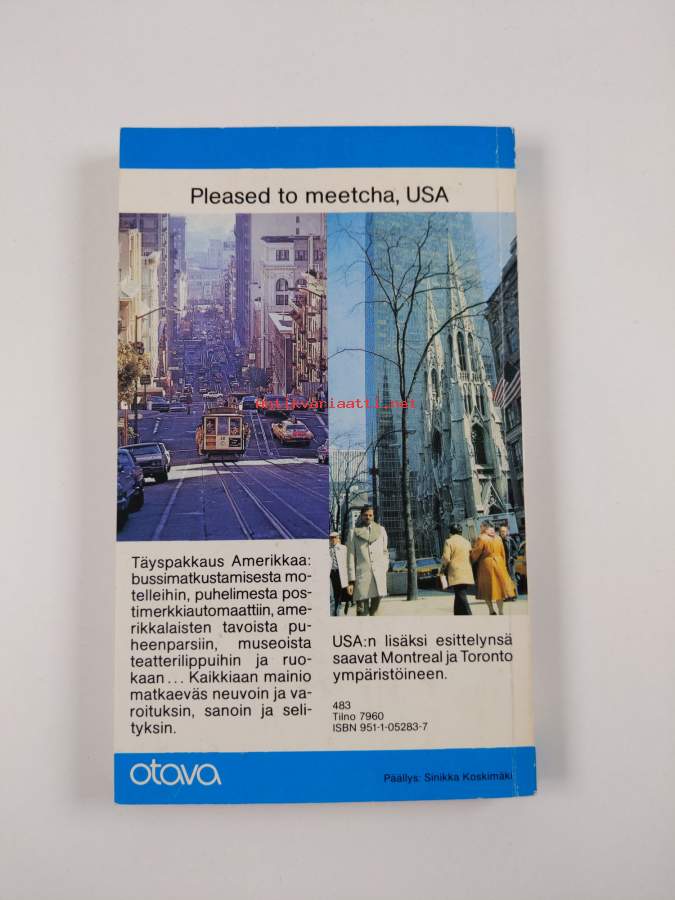 Pleased to meetcha, USA
Antikvariaatti.net
Täyspakkaus Amerikkaa:
bussimatkustamisesta mo-
telleihin, puhelimesta pos-
timerkkiautomaattiin, ame-
rikkalaisten tavoista pu-
heenparsiin, museoista
teatterilippuihin ja ruo-
kaan... Kaikkiaan mainio
matkaeväs neuvoin ja va-
roituksin, sanoin ja seli-
tyksin.
USA:n lisäksi esittelynsä
saavat Montreal ja Toronto
ympäristöineen.
483
Tilno 7960
ISBN 951-1-05283-7
otava
Päällys: Sinikka Koskimäki